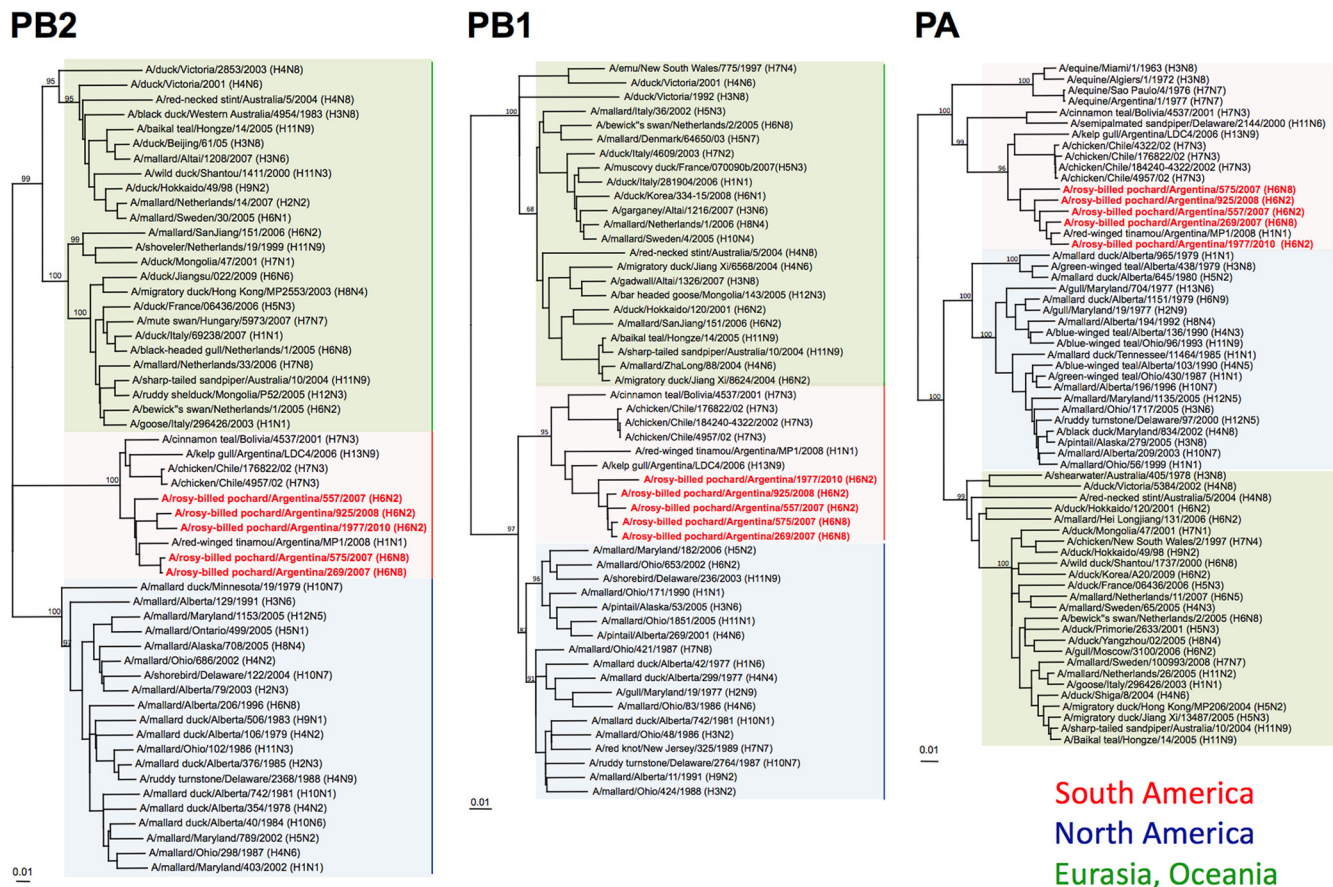 PB2
95
A/duck/Victoria/2853/2003 (H4N8)
A/duck/Victoria/2001 (H4N6)
95
A/red-necked stint/Australia/5/2004 (H4N8)
A/black duck/Western Australia/4954/1983 (H3N8)
A/baikal teal/Hongze/14/2005 (H11N9)
A/duck/Beijing/61/05 (H3N8)
A/mallard/Altai/1208/2007 (H3N6)
A/wild duck/Shantou/1411/2000 (H11N3)
99
A/duck/Hokkaido/49/98 (H9N2)
A/mallard/Netherlands/14/2007 (H2N2)
A/mallard/Sweden/30/2005 (H6N1)
A/mallard/SanJiang/151/2006 (H6N2)
99
A/shoveler/Netherlands/19/1999 (H11N9)
A/duck/Mongolia/47/2001 (H7N1)
100
A/duck/Jiangsu/022/2009 (H6N6)
A/migratory duck/Hong Kong/MP2553/2003 (H8N4)
A/duck/France/06436/2006 (H5N3)
100
A/mute swan/Hungary/5973/2007 (H7N7)
A/duck/Italy/69238/2007 (H1N1)
A/black-headed gull/Netherlands/1/2005 (H6N8)
A/mallard/Netherlands/33/2006 (H7N8)
A/sharp-tailed sandpiper/Australia/10/2004 (H11N9)
A/ruddy shelduck/Mongolia/P52/2005 (H12N3)
A/bewick"s swan/Netherlands/1/2005 (H6N2)
A/goose/Italy/296426/2003 (H1N1)
A/cinnamon teal/Bolivia/4537/2001 (H7N3)
A/kelp gull/Argentina/LDC4/2006 (H13N9)
A/chicken/Chile/176822/02 (H7N3)
100
A/chicken/Chile/4957/02 (H7N3)
A/rosy-billed pochard/Argentina/557/2007 (H6N2)
A/rosy-billed pochard/Argentina/925/2008 (H6N2)
A/rosy-billed pochard/Argentina/1977/2010 (H6N2)
A/red-winged tinamou/Argentina/MP1/2008 (H1N1)
A/rosy-billed pochard/Argentina/575/2007 (H6N8)
A/rosy-billed pochard/Argentina/269/2007 (H6N8)
A/mallard duck/Minnesota/19/1979 (H10N7)
A/mallard/Alberta/129/1991 (H3N6)
100
A/mallard/Maryland/1153/2005 (H12N5)
A/mallard/Ontario/499/2005 (H5N1)
97
A/mallard/Alaska/708/2005 (H8N4)
A/mallard/Ohio/686/2002 (H4N2)
A/shorebird/Delaware/122/2004 (H10N7)
A/mallard/Alberta/79/2003 (H2N3)
A/mallard/Alberta/206/1996 (H6N8)
A/mallard duck/Alberta/506/1983 (H9N1)
A/mallard duck/Alberta/106/1979 (H4N2)
A/mallard/Ohio/102/1986 (H11N3)
A/mallard duck/Alberta/376/1985 (H2N3)
A/ruddy turnstone/Delaware/2368/1988 (H4N9)
A/mallard duck/Alberta/742/1981 (H10N1)
A/mallard duck/Alberta/354/1978 (H4N2)
A/mallard duck/Alberta/40/1984 (H10N6)
A/mallard/Maryland/789/2002 (H5N2)
A/mallard/Ohio/298/1987 (H4N6)
A/mallard/Maryland/403/2002 (H1N1)
0.01
PB1
A/emu/New South Wales/775/1997 (H7N4)
A/duck/Victoria/2001 (H4N6)
A/duck/Victoria/1992 (H3N8)
100
A/mallard/Italy/36/2002 (H5N3)
A/bewick"s swan/Netherlands/2/2005 (H6N8)
A/mallard/Denmark/64650/03 (H5N7)
A/duck/Italy/4609/2003 (H7N2)
A/muscovy duck/France/070090b/2007(H5N3)
A/duck/Italy/281904/2006 (H1N1)
A/duck/Korea/334-15/2008 (H6N1)
A/garganey/Altai/1216/2007 (H3N6)
68
A/mallard/Netherlands/1/2006 (H8N4)
A/mallard/Sweden/4/2005 (H10N4)
A/red-necked stint/Australia/5/2004 (H4N8)
A/migratory duck/Jiang Xi/6568/2004 (H4N6)
A/gadwall/Altai/1326/2007 (H3N8)
A/bar headed goose/Mongolia/143/2005 (H12N3)
A/duck/Hokkaido/120/2001 (H6N2)
A/mallard/SanJiang/151/2006 (H6N2)
A/baikal teal/Hongze/14/2005 (H11N9)
A/sharp-tailed sandpiper/Australia/10/2004 (H11N9)
A/mallard/ZhaLong/88/2004 (H4N6)
A/migratory duck/Jiang Xi/8624/2004 (H6N2)
A/cinnamon teal/Bolivia/4537/2001 (H7N3)
A/chicken/Chile/176822/02 (H7N3)
A/chicken/Chile/184240-4322/2002 (H7N3)
95
A/chicken/Chile/4957/02 (H7N3)
A/red-winged tinamou/Argentina/MP1/2008 (H1N1)
A/kelp gull/Argentina/LDC4/2006 (H13N9)
A/rosy-billed pochard/Argentina/1977/2010 (H6N2)
A/rosy-billed pochard/Argentina/925/2008 (H6N2)
A/rosy-billed pochard/Argentina/557/2007 (H6N2)
A/rosy-billed pochard/Argentina/575/2007 (H6N8)
97
A/rosy-billed pochard/Argentina/269/2007 (H6N8)
A/mallard/Maryland/182/2006 (H5N2)
A/mallard/Ohio/653/2002 (H6N2)
96
A/shorebird/Delaware/236/2003 (H11N9)
A/mallard/Ohio/171/1990 (H1N1)
A/pintail/Alaska/53/2005 (H3N6)
A/mallard/Ohio/1851/2005 (H11N1)
A/pintail/Alberta/269/2001 (H4N6)
A/mallard/Ohio/421/1987 (H7N8)
A/mallard duck/Alberta/42/1977 (H1N6)
91
A/mallard duck/Alberta/299/1977 (H4N4)
A/gull/Maryland/19/1977 (H2N9)
A/mallard/Ohio/83/1986 (H4N6)
A/mallard duck/Alberta/742/1981 (H10N1)
A/mallard/Ohio/48/1986 (H3N2)
A/red knot/New Jersey/325/1989 (H7N7)
A/ruddy turnstone/Delaware/2764/1987 (H10N7)
A/mallard/Alberta/11/1991 (H9N2)
A/mallard/Ohio/424/1988 (H3N2)
0.01
PA
A/equine/Miami/1/1963 (H3N8)
100
A/equine/Algiers/1/1972 (H3N8)
A/equine/Sao Paulo/4/1976 (H7N7)
A/equine/Argentina/1/1977 (H7N7)
A/cinnamon teal/Bolivia/4537/2001 (H7N3)
A/semipalmated sandpiper/Delaware/2144/2000 (H11N6)
A/kelp gull/Argentina/LDC4/2006 (H13N9)
99
A/chicken/Chile/4322/02 (H7N3)
A/chicken/Chile/176822/02 (H7N3)
A/chicken/Chile/184240-4322/2002 (H7N3)
96
A/chicken/Chile/4957/02 (H7N3)
A/rosy-billed pochard/Argentina/575/2007 (H6N8)
A/rosy-billed pochard/Argentina/925/2008 (H6N2)
A/rosy-billed pochard/Argentina/557/2007 (H6N2)
A/rosy-billed pochard/Argentina/269/2007 (H6N8)
A/red-winged tinamou/Argentina/MP1/2008 (H1N1)
A/rosy-billed pochard/Argentina/1977/2010 (H6N2)
A/mallard duck/Alberta/965/1979 (H1N1)
100
A/green-winged teal/Alberta/438/1979 (H3N8)
A/mallard duck/Alberta/645/1980 (H5N2)
A/gull/Maryland/704/1977 (H13N6)
100
A/mallard duck/Alberta/1151/1979 (H6N9)
A/gull/Maryland/19/1977 (H2N9)
A/mallard/Alberta/194/1992 (H8N4)
A/blue-winged teal/Alberta/136/1990 (H4N3)
100
A/blue-winged teal/Ohio/96/1993 (H11N9)
A/mallard duck/Tennessee/11464/1985 (H1N1)
A/blue-winged teal/Alberta/103/1990 (H4N5)
A/green-winged teal/Ohio/430/1987 (H1N1)
A/mallard/Alberta/196/1996 (H10N7)
A/mallard/Maryland/1135/2005 (H12N5)
100
A/mallard/Ohio/1717/2005 (H3N6)
A/ruddy turnstone/Delaware/97/2000 (H12N5)
A/black duck/Maryland/834/2002 (H4N8)
A/pintail/Alaska/279/2005 (H3N8)
A/mallard/Alberta/209/2003 (H10N7)
A/mallard/Ohio/56/1999 (H1N1)
A/shearwater/Australia/405/1978 (H3N8)
A/duck/Victoria/5384/2002 (H4N8)
99
A/red-necked stint/Australia/5/2004 (H4N8)
A/duck/Hokkaido/120/2001 (H6N2)
A/mallard/Hei Longjiang/131/2006 (H6N2)
A/duck/Mongolia/47/2001 (H7N1)
A/chicken/New South Wales/2/1997 (H7N4)
A/duck/Hokkaido/49/98 (H9N2)
100
A/wild duck/Shantou/1737/2000 (H6N8)
A/duck/Korea/A20/2009 (H6N2)
A/duck/France/06436/2006 (H5N3)
A/mallard/Netherlands/11/2007 (H6N5)
A/mallard/Sweden/65/2005 (H4N3)
A/bewick"s swan/Netherlands/2/2005 (H6N8)
A/duck/Primorie/2633/2001 (H5N3)
A/duck/Yangzhou/02/2005 (H8N4)
A/gull/Moscow/3100/2006 (H6N2)
A/mallard/Sweden/100993/2008 (H7N7)
A/mallard/Netherlands/26/2005 (H11N2)
A/goose/Italy/296426/2003 (H1N1)
A/duck/Shiga/8/2004 (H4N6)
A/migratory duck/Hong Kong/MP206/2004 (H5N2)
A/migratory duck/Jiang Xi/13487/2005 (H5N3)
A/sharp-tailed sandpiper/Australia/10/2004 (H11N9)
A/Baikal teal/Hongze/14/2005 (H11N9)
0.01
South America
North America
Eurasia, Oceania